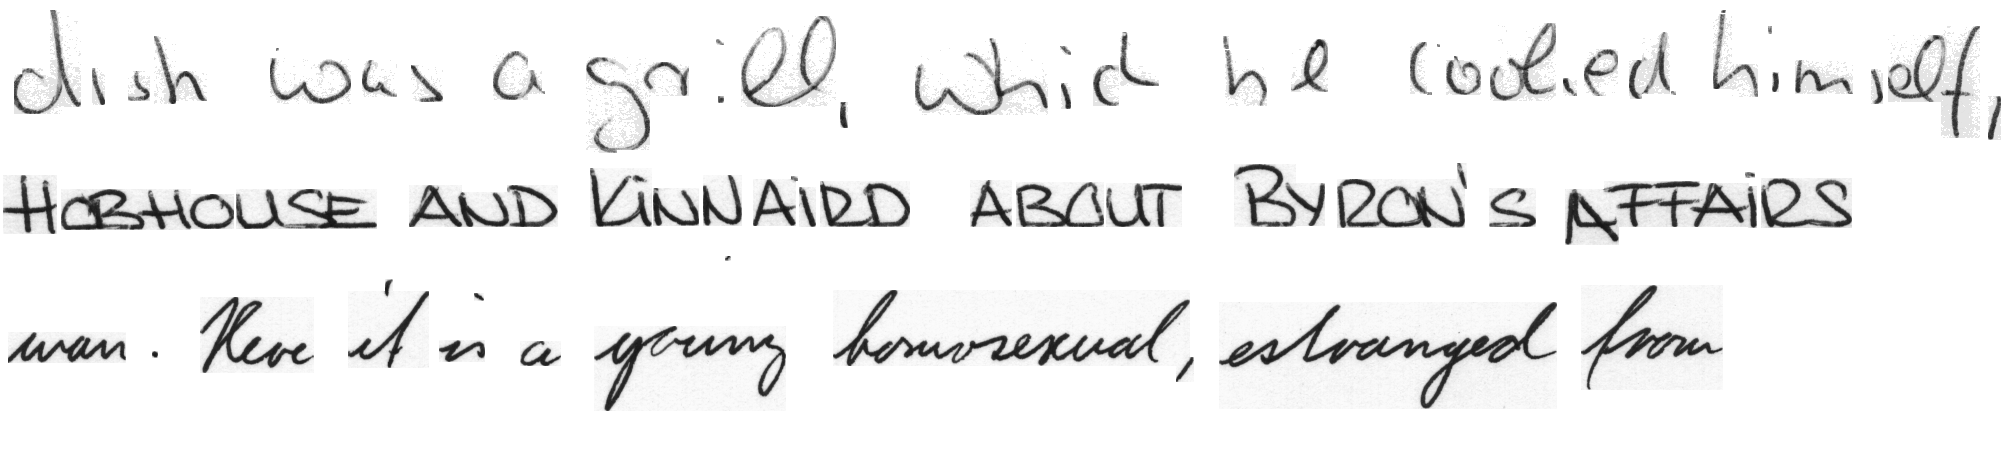 dish was a grill, which he cooked himself,
HOBHOUSE AND KINNAIRD ABOUT BYRON'S AFFAIRS
man. Here it is a young homosexual, estranged from